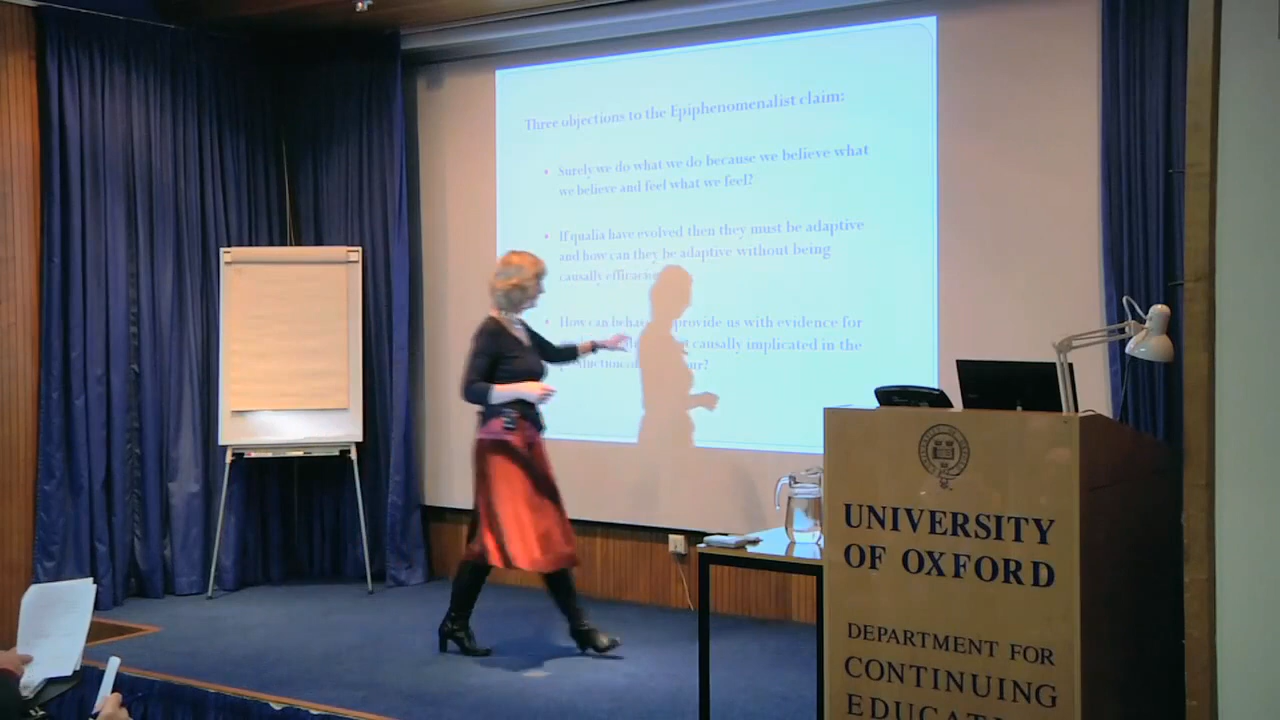 Three objections to the Epiphenomenalist claim:
• Surely we do what we do because we believe what
we believe and feel what we feel?
• If qualia have evolved then they must be adaptive
and how can they be adaptive without being
causally
• How can provide us with evidence for
causally implicated in the
UNIVERSITY
OF OXFORD
DEPARTMENT FOR
CONTINUING